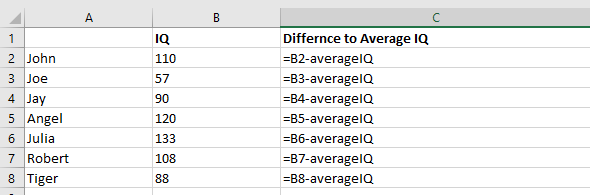 A B C
1 IQ Differnce to Average IQ
2 John 110 =B2-averageIQ
3 Joe 57 =B3-averageIQ
4 Jay 90 =B4-averageIQ
5 Angel 120 =B5-averageIQ
6 Julia 133 =B6-averageIQ
7 Robert 108 =B7-averageIQ
8 Tiger 88 =B8-averageIQ